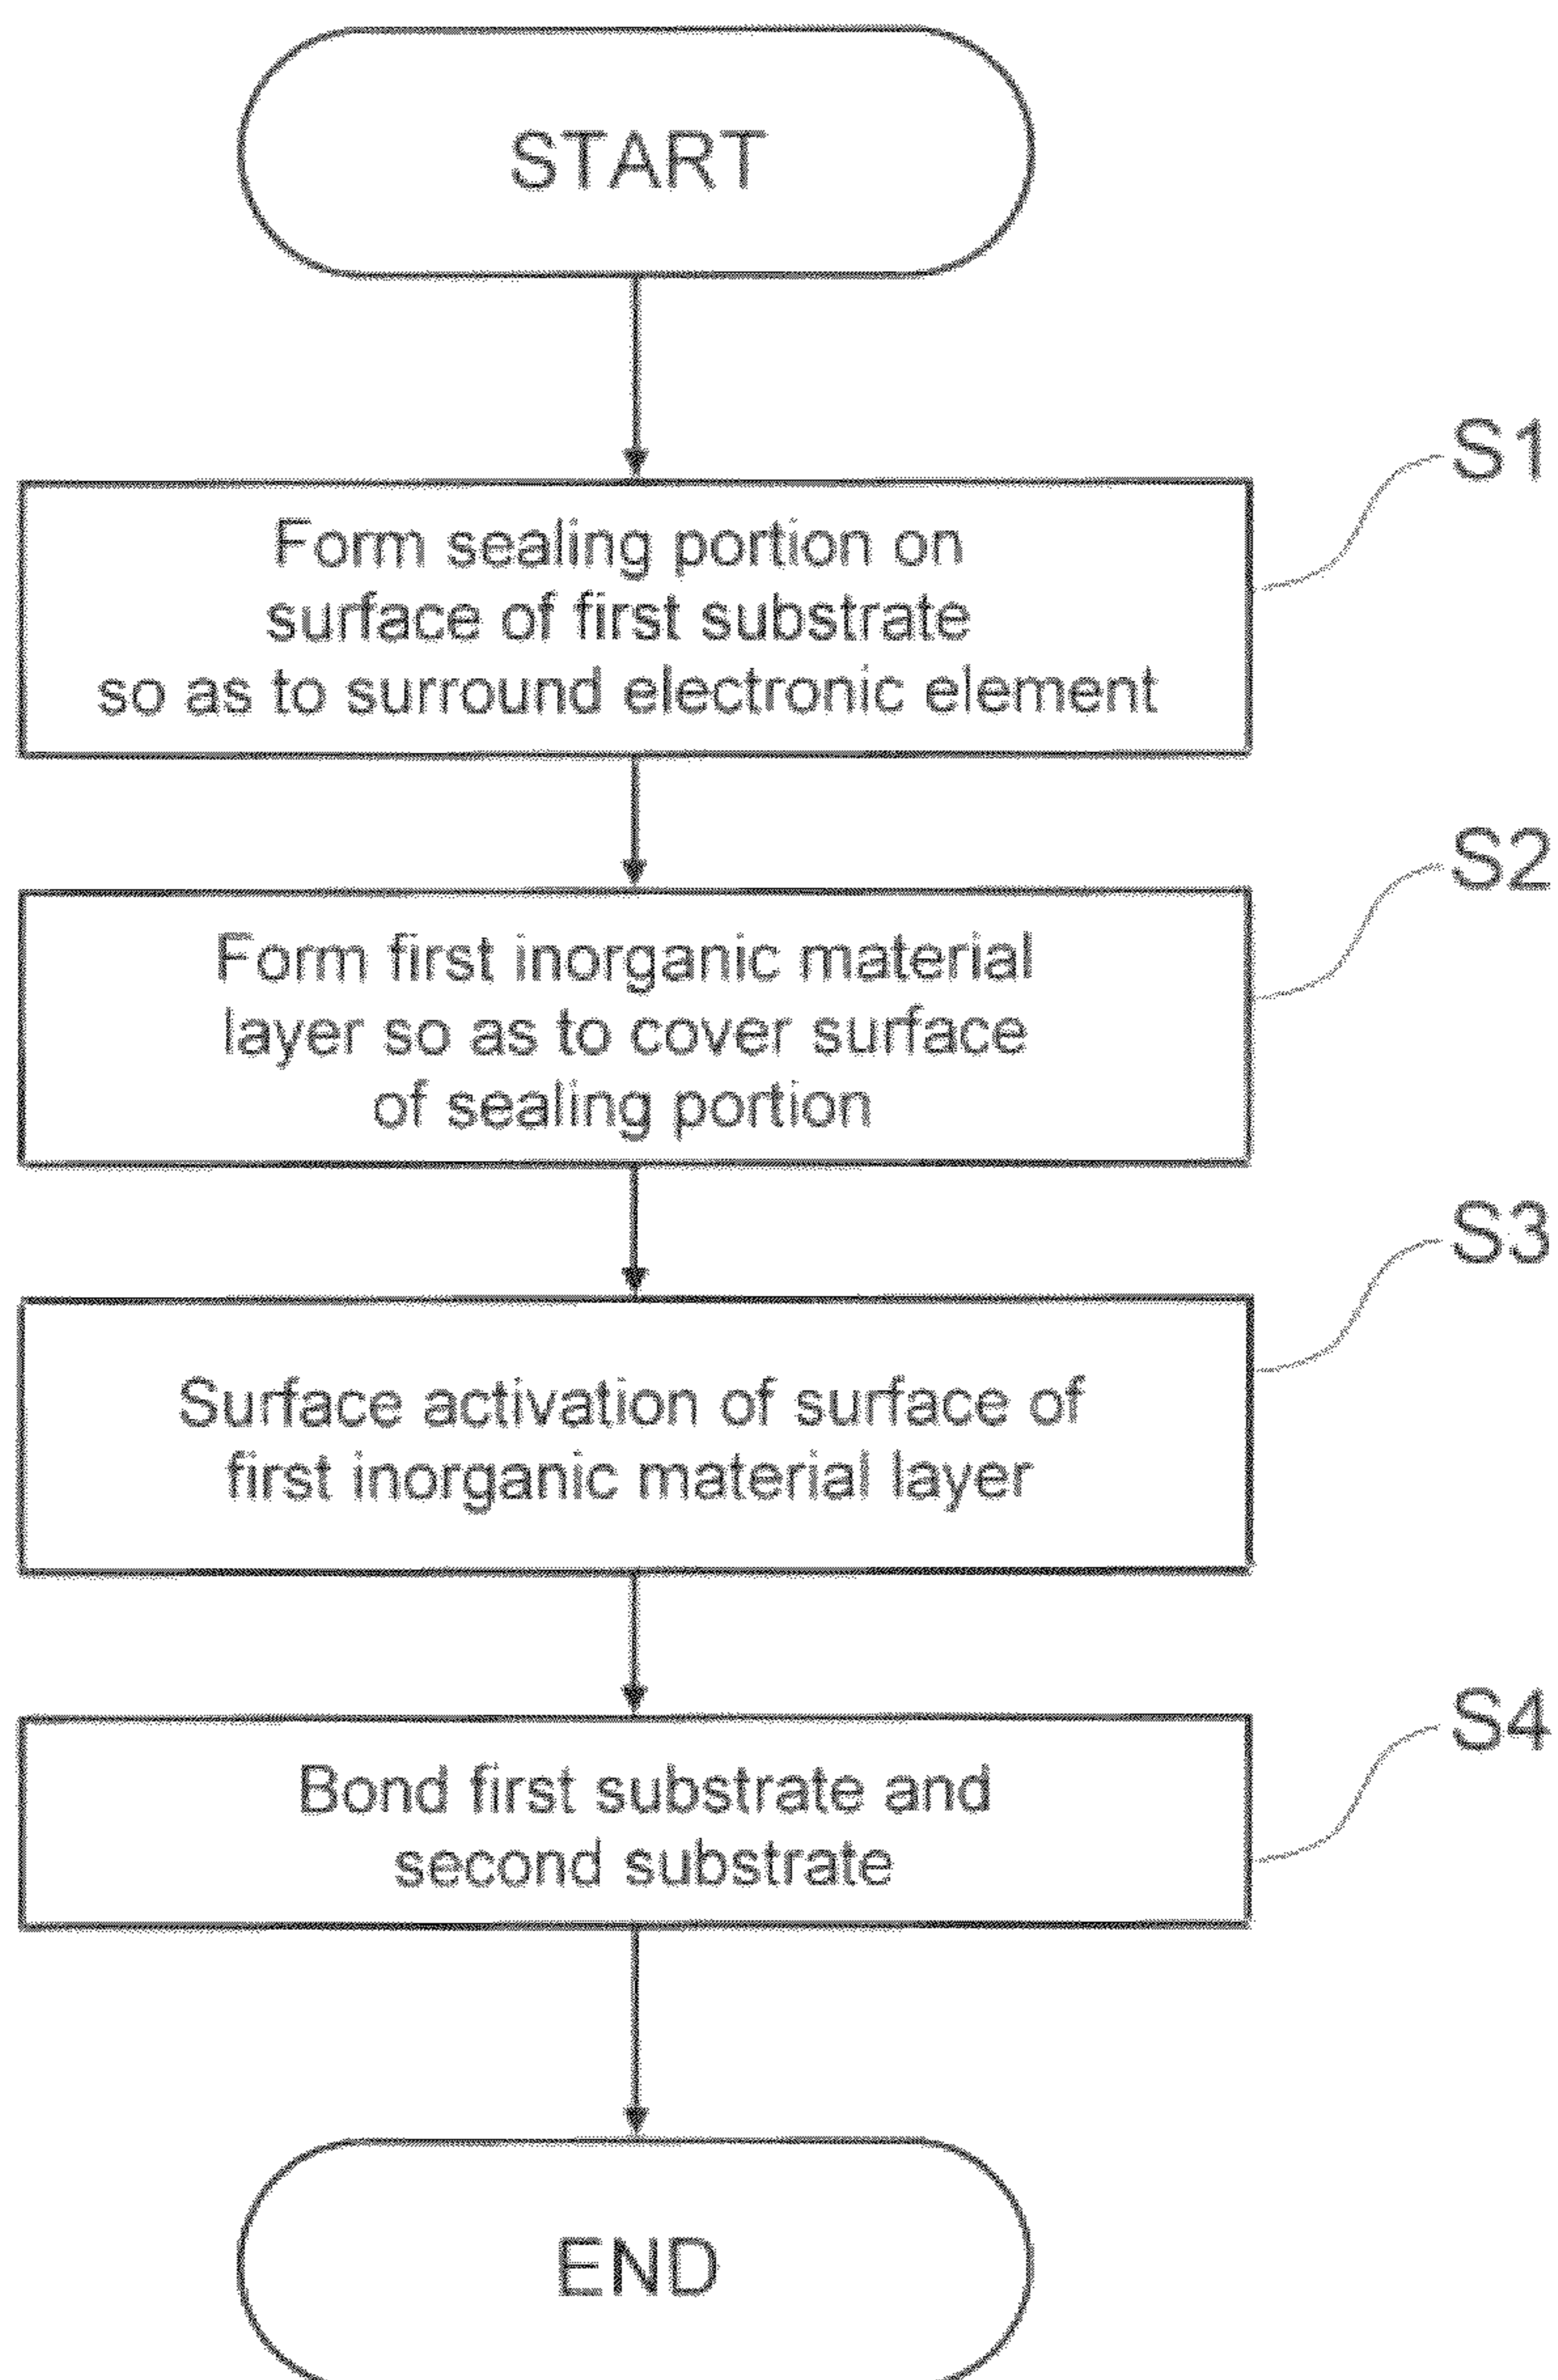 START
S1
Form sealing portion on
surface of first substrate
so as to surround electronic element
S2
Form first inorganic material
layer so as to cover surface
of sealing portion
S3
Surface activation of surface of
first inorganic material layer
S4
Bond first substrate and
second substrate
END